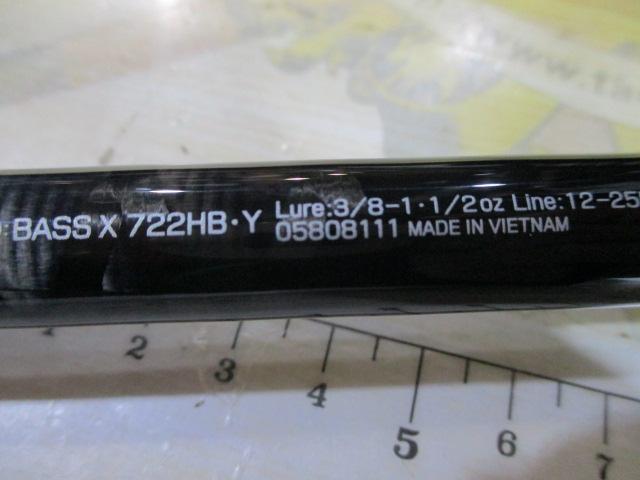 BASS X 722HB·Y Lure:3/8-1·1/2oz Line:12-25
05808111 MADE IN VIETNAM
2 3 4 5 6 7